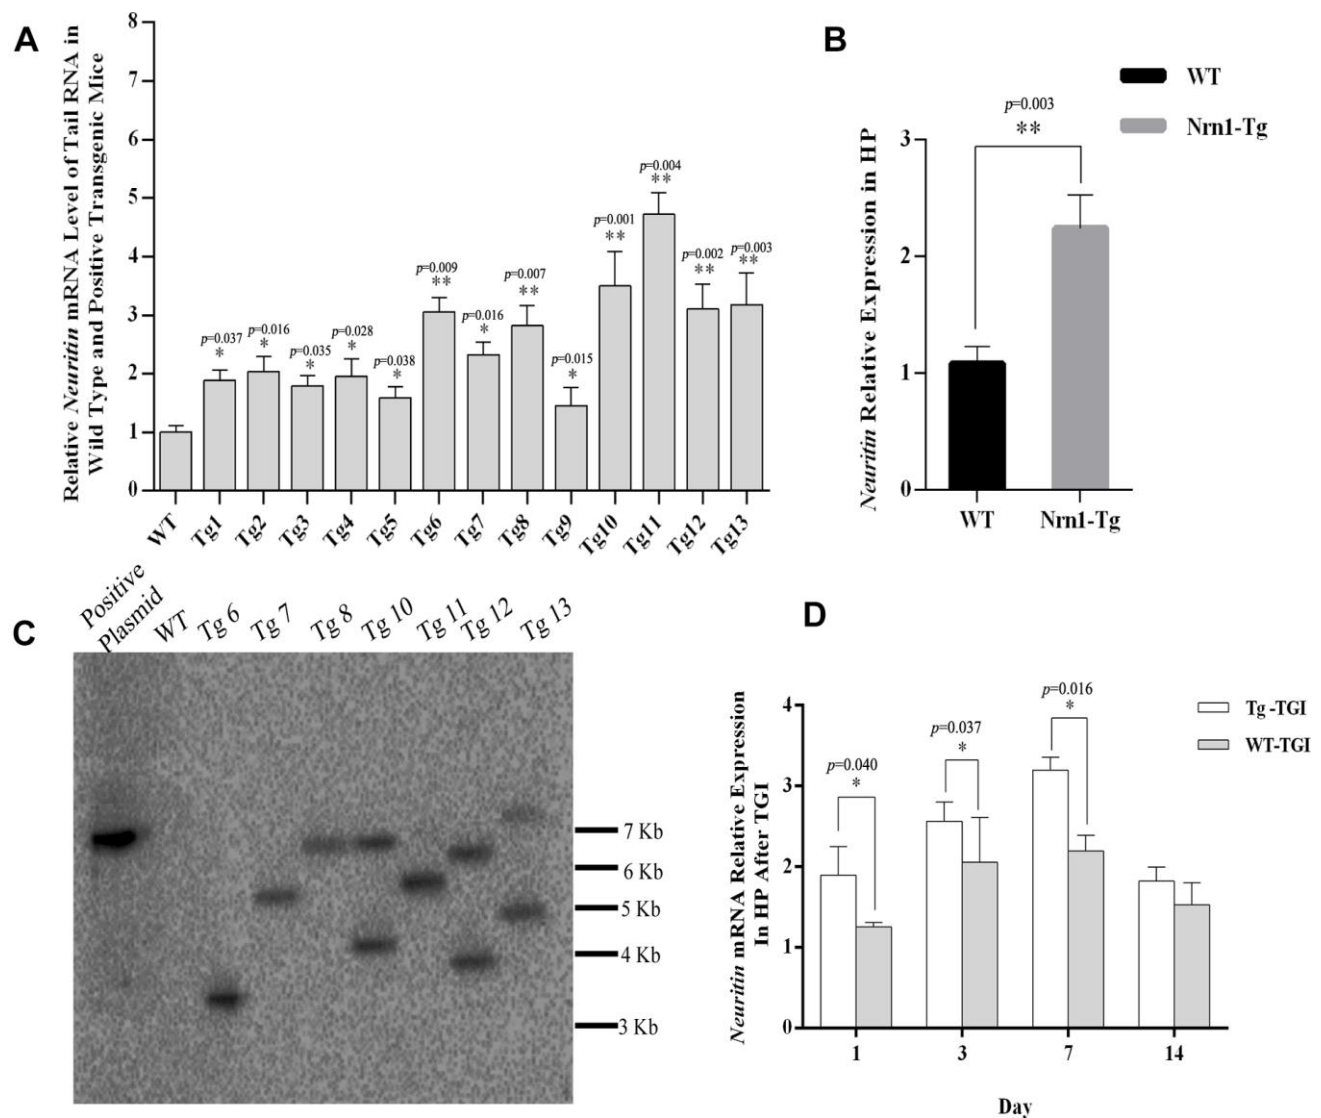 A
Relative Neuritin mRNA Level of Tail RNA in
Wild Type and Positive Transgenic Mice
8
7
6
5
4
3
2
1
0
p=0.037
*
p=0.016
*
p=0.035
*
p=0.028
*
p=0.038
*
p=0.009
**
p=0.016
*
p=0.007
**
p=0.015
*
p=0.001
**
p=0.004
**
p=0.002
**
p=0.003
**
WT
Tg1
Tg2
Tg3
Tg4
Tg5
Tg6
Tg7
Tg8
Tg9
Tg10
Tg11
Tg12
Tg13
B
WT
Nrn1-Tg
Neuritin Relative Expression in HP
3
2
1
0
p=0.003
**
WT
Nrn1-Tg
C
Positive
Plasmid
WT
Tg 6
Tg 7
Tg 8
Tg 10
Tg 11
Tg 12
Tg 13
7 Kb
6 Kb
5 Kb
4 Kb
3 Kb
D
Neuritin mRNA Relative Expression
In HP After TGI
4
3
2
1
0
p=0.040
*
p=0.037
*
p=0.016
*
Tg -TGI
WT-TGI
1
3
7
14
Day